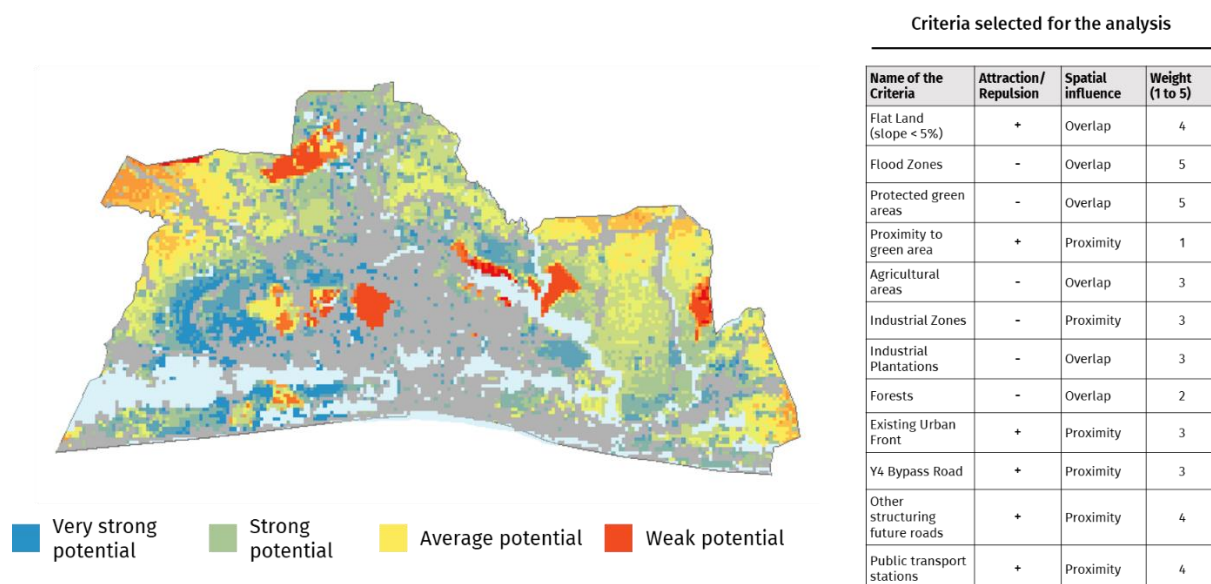 Criteria selected for the analysis
Name of the Criteria Attraction/ Repulsion Spatial influence Weight (1 to 5)
Flat Land (slope < 5%) + Overlap 4
Flood Zones - Overlap 5
Protected green areas - Overlap 5
Proximity to green area + Proximity 1
Agricultural areas - Overlap 3
Industrial Zones - Proximity 3
Industrial Plantations - Overlap 3
Forests - Overlap 2
Existing Urban Front + Proximity 3
Y4 Bypass Road + Proximity 3
Other structuring future roads + Proximity 4
Public transport stations + Proximity 4
Very strong potential
Strong potential
Average potential
Weak potential